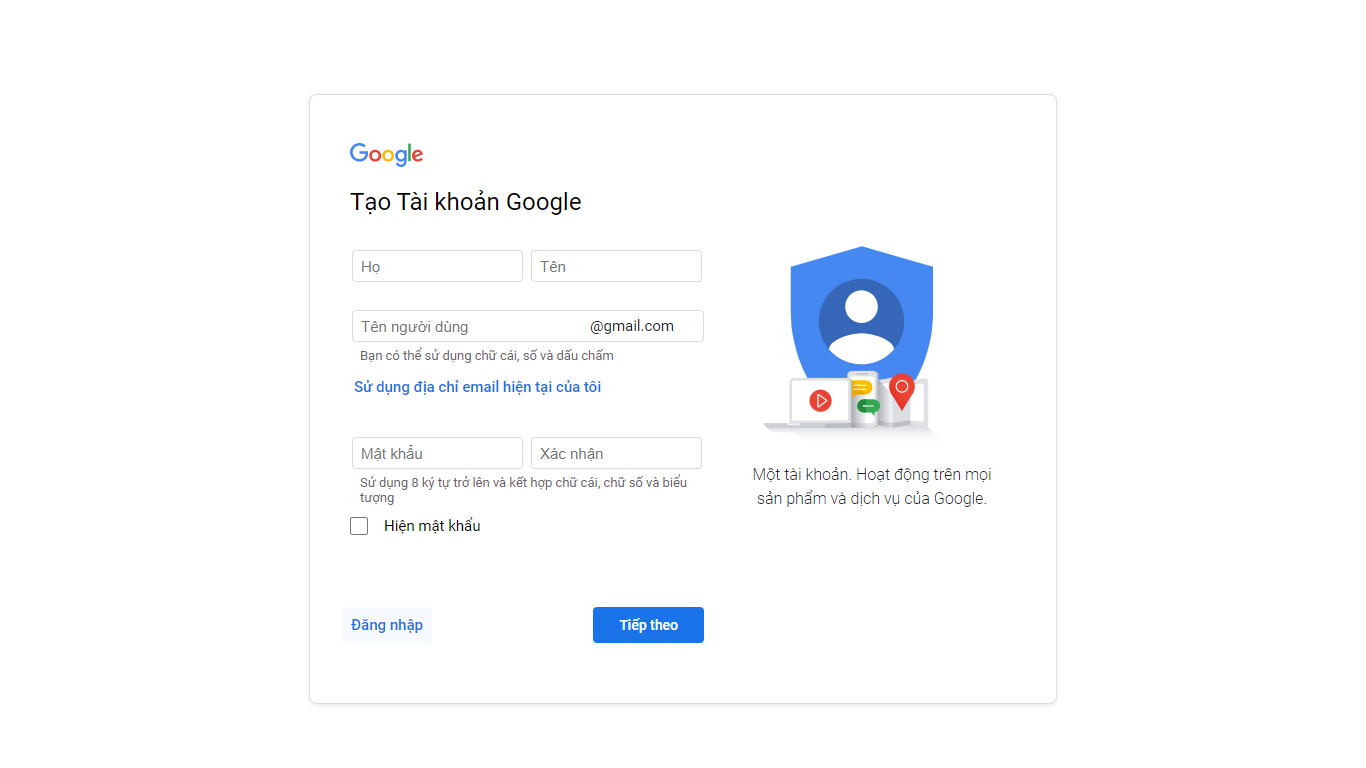 Google
Tạo Tài khoản Google
Họ
Tên
Tên người dùng
@gmail.com
Bạn có thể sử dụng chữ cái, số và dấu chấm
Sử dụng địa chỉ email hiện tại của tôi
Mật khẩu
Xác nhận
Sử dụng 8 ký tự trở lên và kết hợp chữ cái, chữ số và biểu
tượng
Hiện mật khẩu
Đăng nhập
Tiếp theo
Một tài khoản. Hoạt động trên mọi
sản phẩm và dịch vụ của Google.